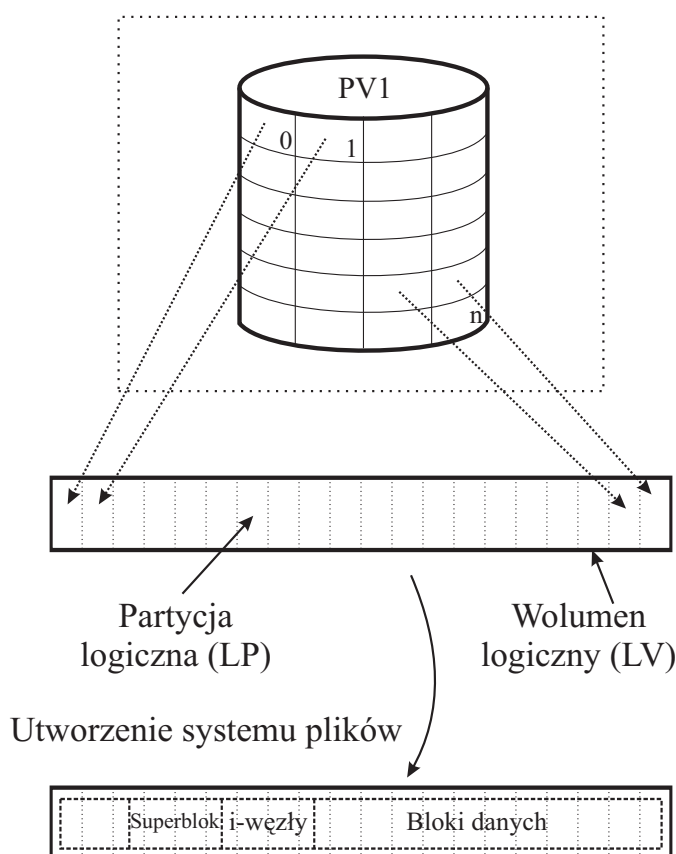 PV1
0
1
n
Partycja
logiczna (LP)
Wolumen
logiczny (LV)
Utworzenie systemu plików
Superblok
i-węzły
Bloki danych